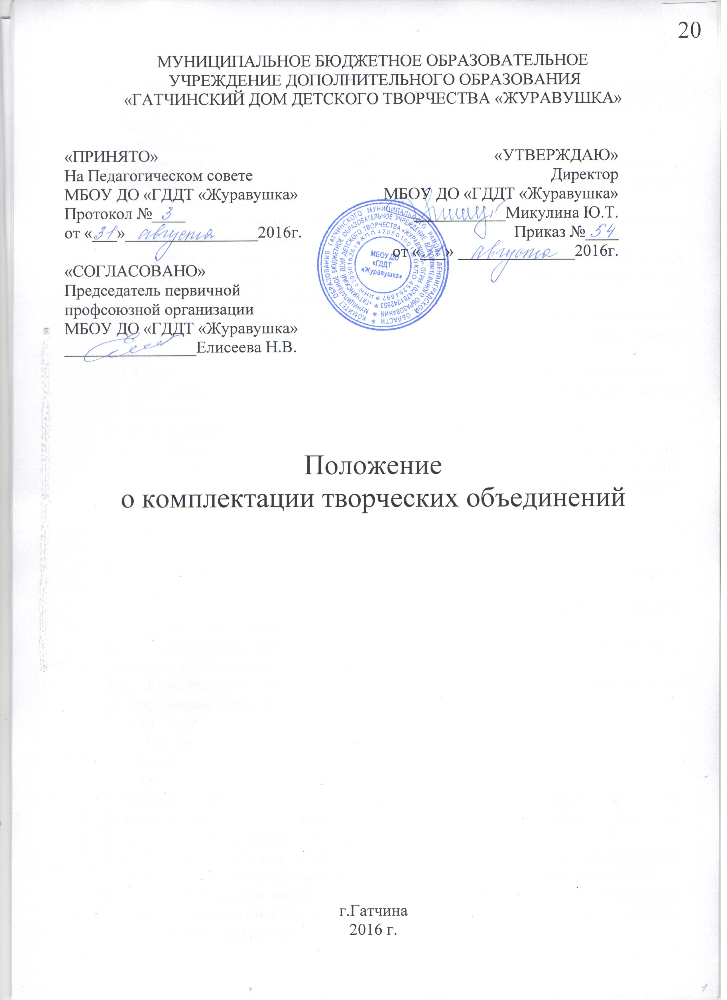 20
МУНИЦИПАЛЬНОЕ БЮДЖЕТНОЕ ОБРАЗОВАТЕЛЬНОЕ
УЧРЕЖДЕНИЕ ДОПОЛНИТЕЛЬНОГО ОБРАЗОВАНИЯ
«ГАТЧИНСКИЙ ДОМ ДЕТСКОГО ТВОРЧЕСТВА «ЖУРАВУШКА»
«ПРИНЯТО»
На Педагогическом совете
МБОУ ДО «ГДДТ «Журавушка»
Протокол № 3
от «31» августа 2016г.
«СОГЛАСОВАНО»
Председатель первичной
профсоюзной организации
МБОУ ДО «ГДДТ «Журавушка»
Елисеева Н.В.
«УТВЕРЖДАЮ»
Директор
МБОУ ДО «ГДДТ «Журавушка»
Микулина Ю.Т.
Приказ № 54
от « » августа 2016г.
КОМИТЕТ ОБРАЗОВАНИЯ ГАТЧИНСКОГО МУНИЦИПАЛЬНОГО РАЙОНА ЛЕНИНГРАДСКОЙ ОБЛАСТИ *
МУНИЦИПАЛЬНОЕ БЮДЖЕТНОЕ ОБРАЗОВАТЕЛЬНОЕ УЧРЕЖДЕНИЕ ДОПОЛНИТЕЛЬНОГО ОБРАЗОВАНИЯ *
«ГАТЧИНСКИЙ ДОМ ДЕТСКОГО ТВОРЧЕСТВА «ЖУРАВУШКА» ОГРН 1024701242653 *
ИНН 4705016261 * КПП 470501001 * ОКПО 45254697 *
МБОУ ДО
«ГДДТ
«Журавушка»
Положение
о комплектации творческих объединений
г.Гатчина
2016 г.
1